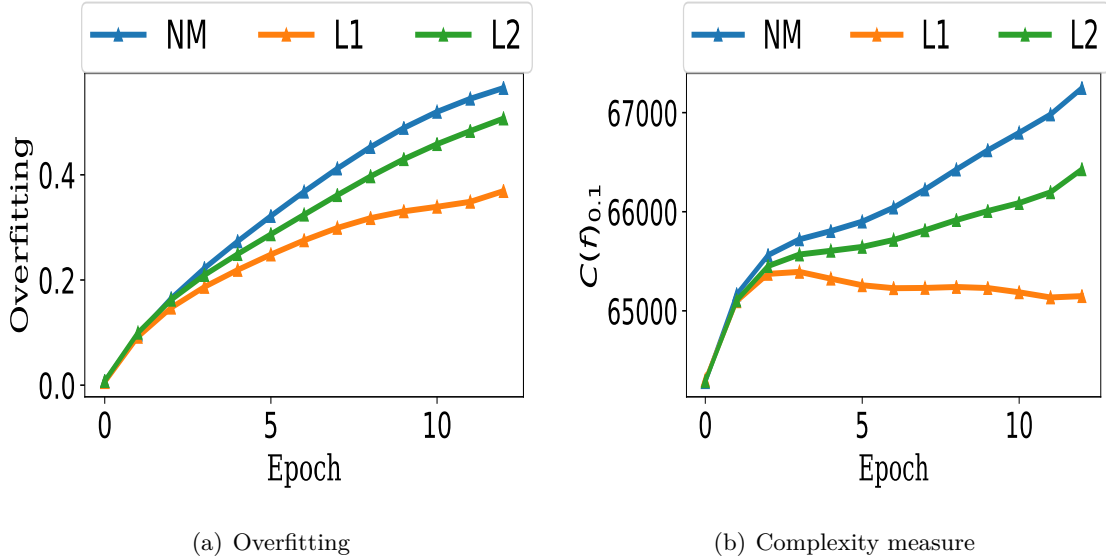 NM L1 L2
Overfitting
0.4
0.2
0.0
0 5 10
Epoch
(a) Overfitting
NM L1 L2
C(f)0.1
67000
66000
65000
0 5 10
Epoch
(b) Complexity measure